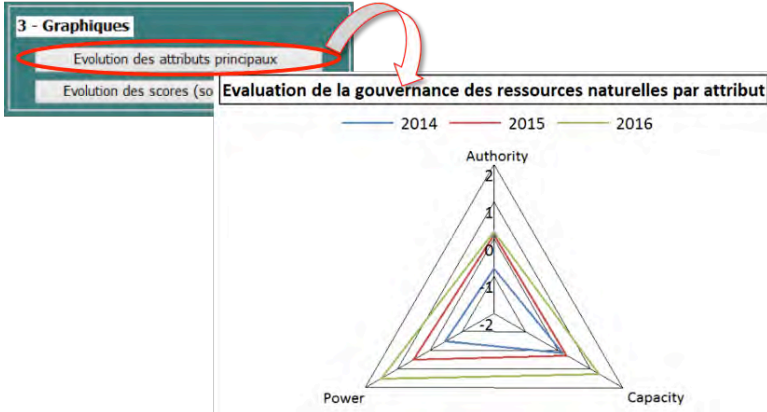 3 - Graphiques
Evolution des attributs principaux
Evolution des scores (so
Evaluation de la gouvernance des ressources naturelles par attribut
2014 2015 2016
Authority
2
1
0
-1
-2
Power Capacity